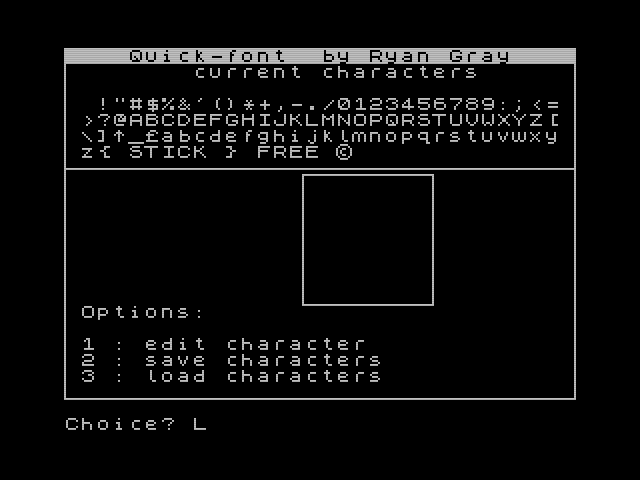 Quick-font by Ryan Gray
current characters
!"#$%&'()*+,-./0123456789:;<=
>?@ABCDEFGHIJKLMNOPQRSTUVWXYZ[
\]↑_£abcdefghijklmnopqrstuvwxy
z{ STICK } FREE ©
Options:
1 : edit character
2 : save characters
3 : load characters
Choice? L